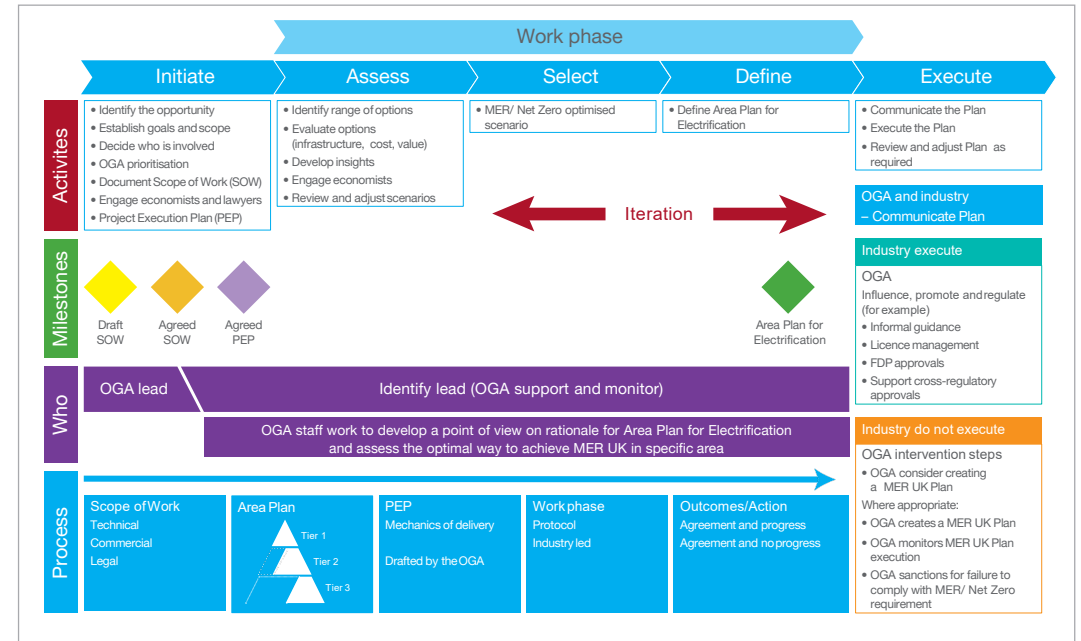 Work phase
Initiate
Assess
Select
Define
Execute
Activites
• Identify the opportunity
• Establish goals and scope
• Decide who is involved
• OGA prioritisation
• Document Scope of Work (SOW)
• Engage economists and lawyers
• Project Execution Plan (PEP)
• Identify range of options
• Evaluate options
(infrastructure, cost, value)
• Develop insights
• Engage economists
• Review and adjust scenarios
• MER/ Net Zero optimised
scenario
• Define Area Plan for
Electrification
• Communicate the Plan
• Execute the Plan
• Review and adjust Plan as
required
Iteration
OGA and industry
– Communicate Plan
Milestones
Draft
SOW
Agreed
SOW
Agreed
PEP
Area Plan for
Electrification
Industry execute
OGA
Influence, promote and regulate
(for example)
• Informal guidance
• Licence management
• FDP approvals
• Support cross-regulatory
approvals
Who
OGA lead
Identify lead (OGA support and monitor)
OGA staff work to develop a point of view on rationale for Area Plan for Electrification
and assess the optimal way to achieve MER UK in specific area
Industry do not execute
OGA intervention steps
• OGA consider creating
a MER UK Plan
Where appropriate:
• OGA creates a MER UK Plan
• OGA monitors MER UK Plan
execution
• OGA sanctions for failure to
comply with MER/ Net Zero
requirement
Process
Scope of Work
Technical
Commercial
Legal
Area Plan
Tier 1
Tier 2
Tier 3
PEP
Mechanics of delivery
Drafted by the OGA
Work phase
Protocol
Industry led
Outcomes/Action
Agreement and progress
Agreement and no progress